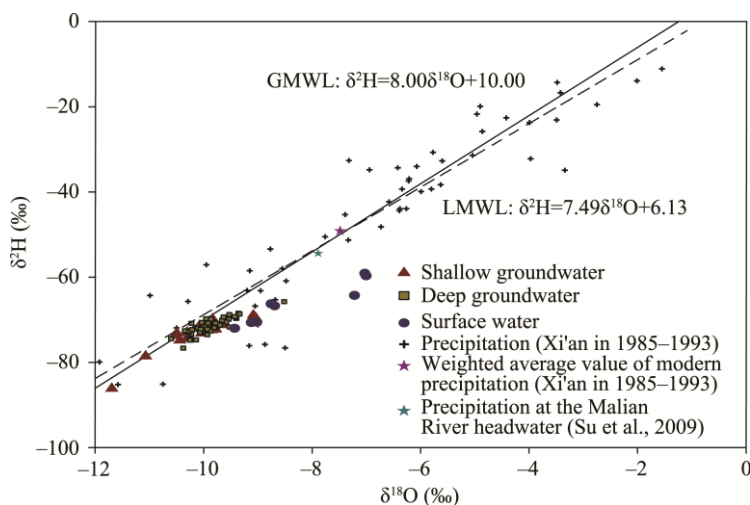 0
−20
−40
−60
−80
−100
δ²H (‰)
GMWL: δ²H=8.00δ¹⁸O+10.00
LMWL: δ²H=7.49δ¹⁸O+6.13
Shallow groundwater
Deep groundwater
Surface water
Precipitation (Xi'an in 1985–1993)
Weighted average value of modern
precipitation (Xi'an in 1985–1993)
Precipitation at the Malian
River headwater (Su et al., 2009)
−12
−10
−8
−6
−4
−2
0
δ¹⁸O (‰)